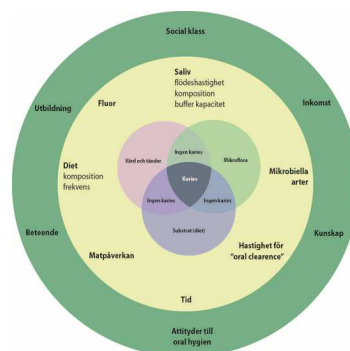 Social klass
Saliv
flödeshastighet
komposition
buffer kapacitet
Fluor
Utbildning
Inkomst
Ingen karies
Värd och tänder
Mikroflora
Diet
komposition
frekvens
Karies
Mikrobiella
arter
Ingen karies
Ingen karies
Beteende
Substrat (diet)
Kunskap
Matpåverkan
Hastighet för
"oral clearence"
Tid
Attityder till
oral hygien